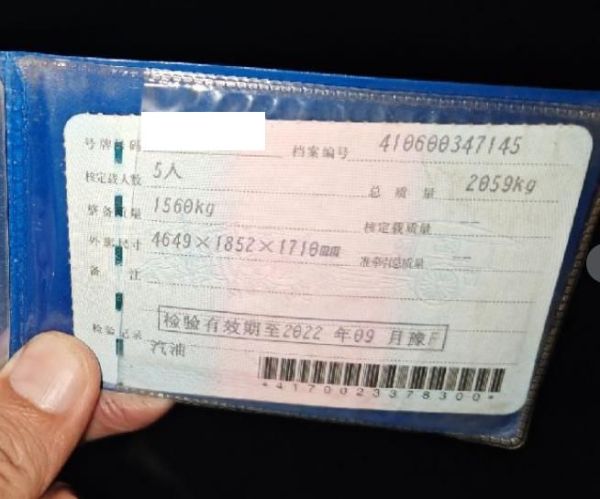 号牌号码 档案编号 410600347145
核定载人数 5人 总质量 2059kg
整备质量 1560kg 核定载质量 --
外廓尺寸 4649×1852×1710mm 准牵引总质量 --
备注
检验记录 检验有效期至2022 年09 月豫F
汽油
*4170023378300*